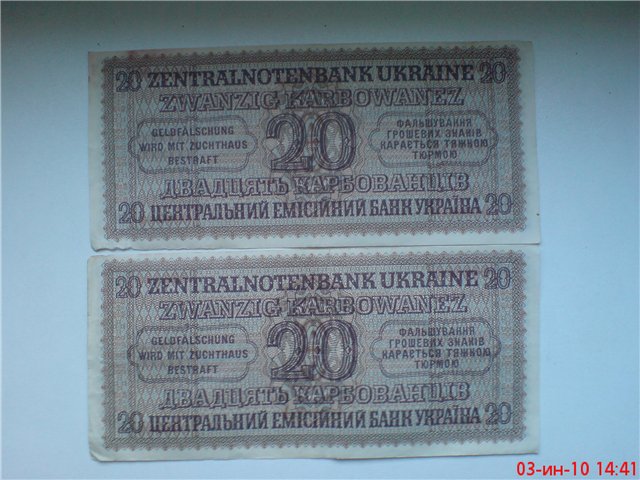 20 ZENTRALNOTENBANK UKRAINE 20
ZWANZIG KARBOWANEZ
GELDFÄLSCHUNG
WIRD MIT ZUCHTHAUS
BESTRAFT
20
ФАЛЬШУВАННЯ
ГРОШЕВИХ ЗНАКІВ
КАРАЄТЬСЯ ТЯЖКОЮ
ТЮРМОЮ
ДВАДЦЯТЬ КАРБОВАНЦІВ
20 ЦЕНТРАЛЬНИЙ ЕМІСІЙНИЙ БАНК УКРАЇНА 20
20 ZENTRALNOTENBANK UKRAINE 20
ZWANZIG KARBOWANEZ
GELDFÄLSCHUNG
WIRD MIT ZUCHTHAUS
BESTRAFT
20
ФАЛЬШУВАННЯ
ГРОШЕВИХ ЗНАКІВ
КАРАЄТЬСЯ ТЯЖКОЮ
ТЮРМОЮ
ДВАДЦЯТЬ КАРБОВАНЦІВ
20 ЦЕНТРАЛЬНИЙ ЕМІСІЙНИЙ БАНК УКРАЇНА 20
03-ин-10 14:41